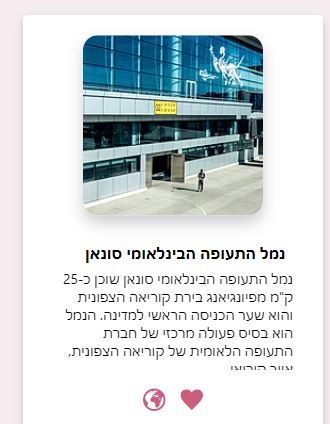 נמל התעופה הבינלאומי סונאן
נמל התעופה הבינלאומי סונאן שוכן כ-25
ק"מ מפיונגיאנג בירת קוריאה הצפונית
והוא שער הכניסה הראשי למדינה. הנמל
הוא בסיס פעולה מרכזי של חברת
התעופה הלאומית של קוריאה הצפונית,